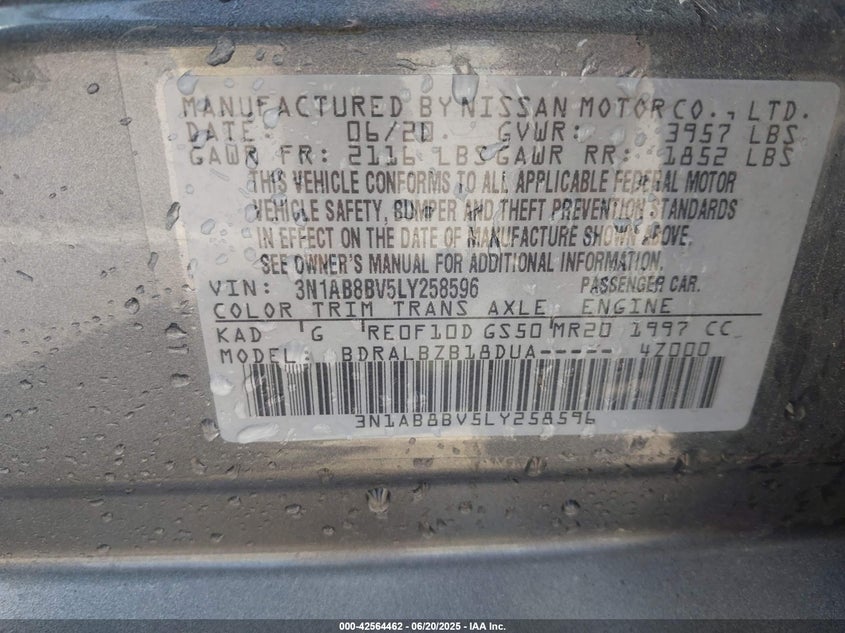 MANUFACTURED BY NISSAN MOTOR CO., LTD.
DATE: 06/20 GVWR: 3957 LBS
GAWR FR: 2116 LBS GAWR RR: 1852 LBS
THIS VEHICLE CONFORMS TO ALL APPLICABLE FEDERAL MOTOR
VEHICLE SAFETY, BUMPER AND THEFT PREVENTION STANDARDS
IN EFFECT ON THE DATE OF MANUFACTURE SHOWN ABOVE.
SEE OWNER'S MANUAL FOR ADDITIONAL INFORMATION.
VIN: 3N1AB8BV5LY258596 PASSENGER CAR.
COLOR TRIM TRANS AXLE ENGINE
KAD G RE0F10D GS50 MR20 1997 CC
MODEL: BDRALBZB18DUA----- 4Z000
3N1AB8BV5LY258596
000-42564462 - 06/20/2025 - IAA Inc.